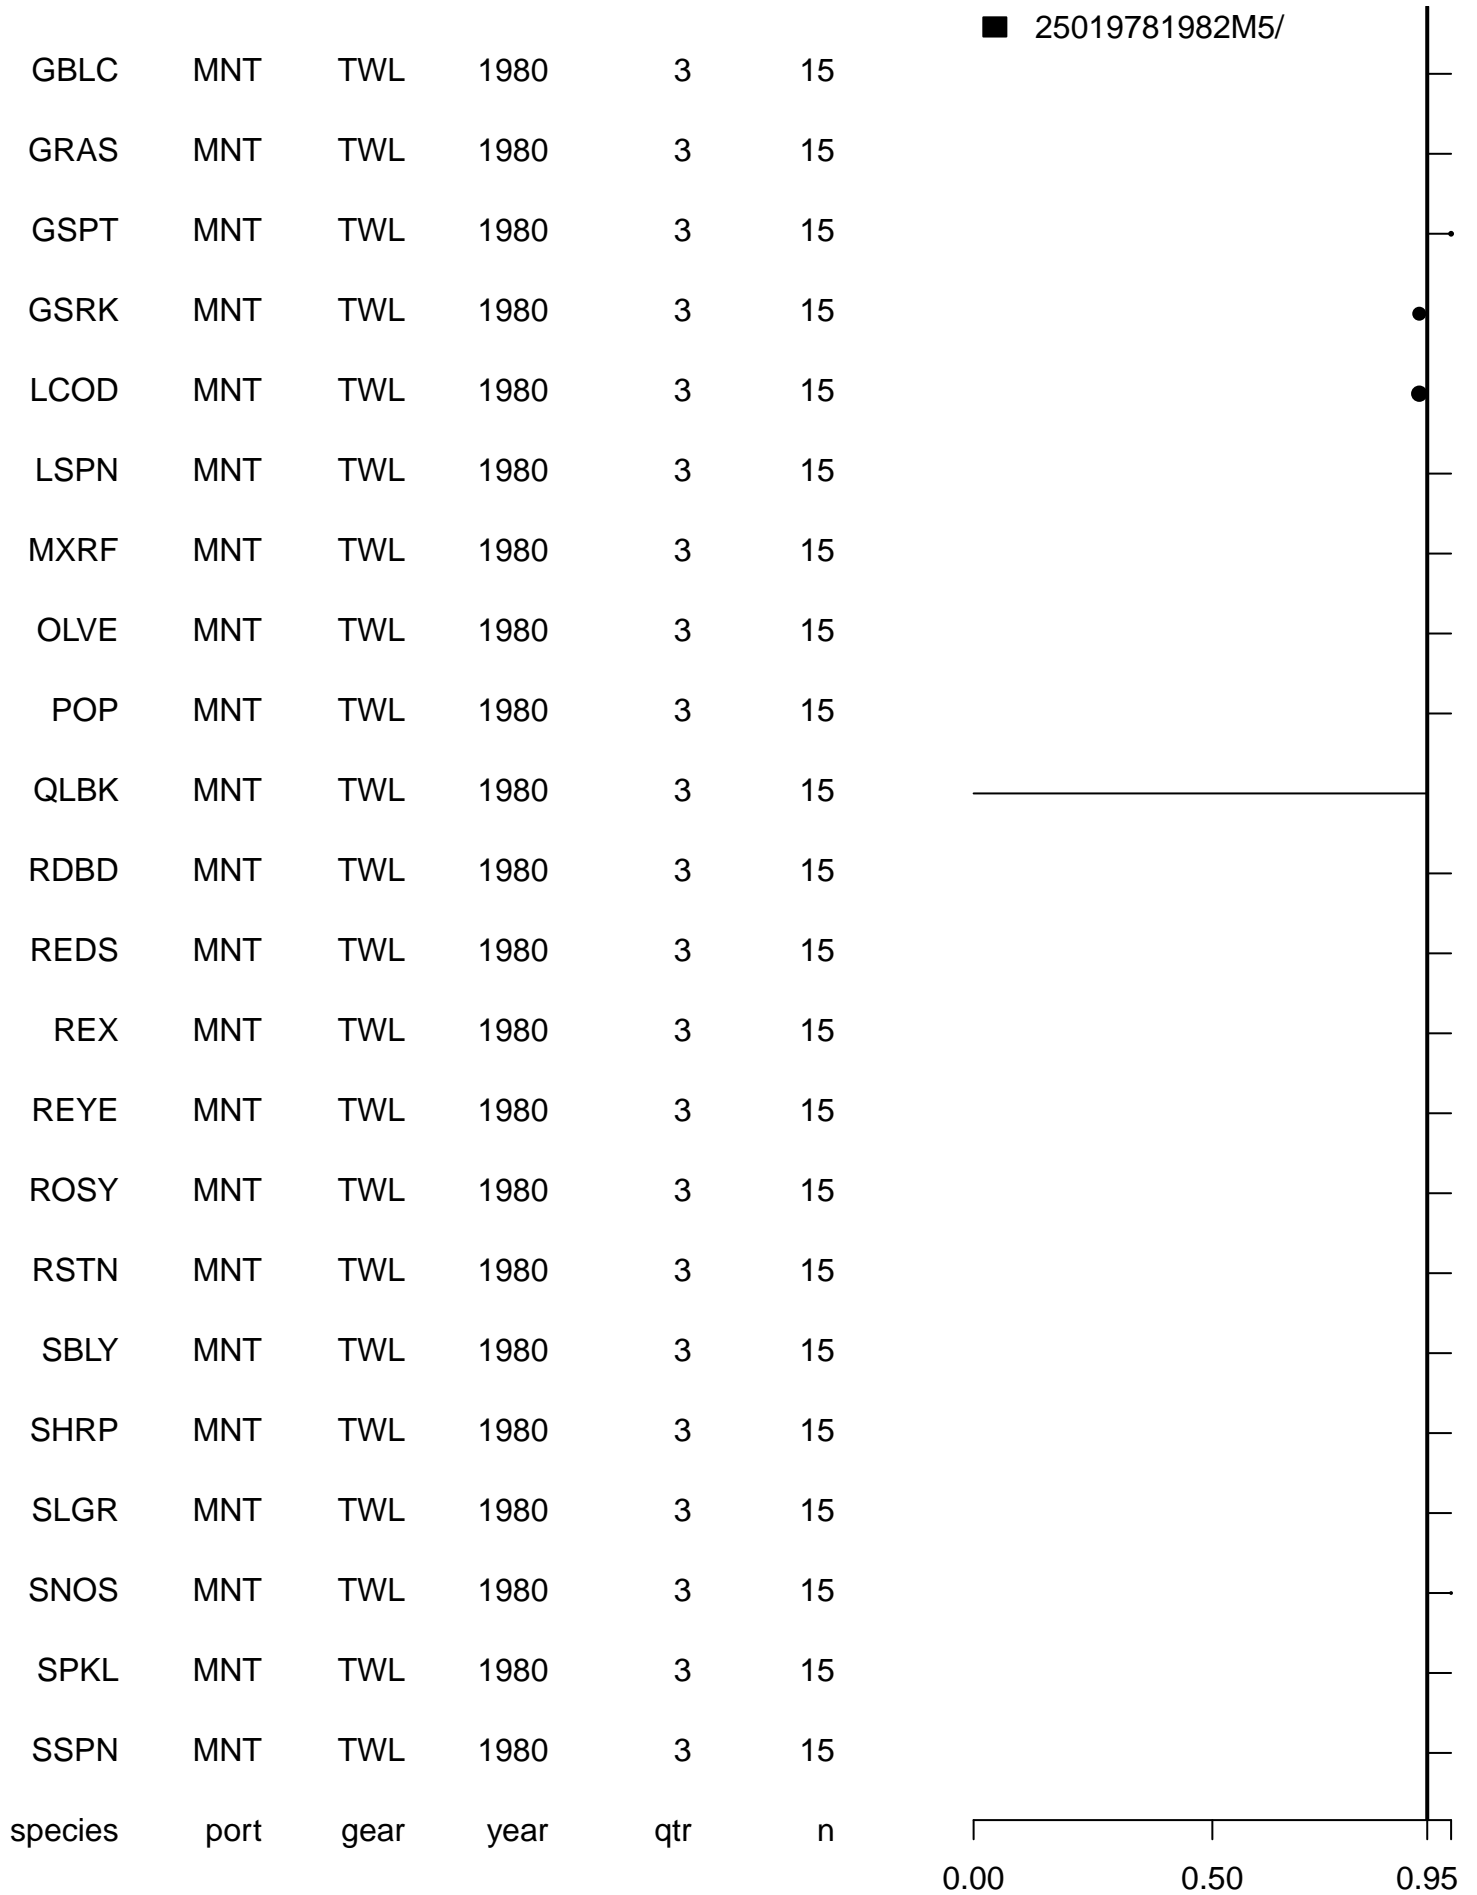 25019781982M5/
GBLC MNT TWL 1980 3 15
GRAS MNT TWL 1980 3 15
GSPT MNT TWL 1980 3 15
GSRK MNT TWL 1980 3 15
LCOD MNT TWL 1980 3 15
LSPN MNT TWL 1980 3 15
MXRF MNT TWL 1980 3 15
OLVE MNT TWL 1980 3 15
POP MNT TWL 1980 3 15
QLBK MNT TWL 1980 3 15
RDBD MNT TWL 1980 3 15
REDS MNT TWL 1980 3 15
REX MNT TWL 1980 3 15
REYE MNT TWL 1980 3 15
ROSY MNT TWL 1980 3 15
RSTN MNT TWL 1980 3 15
SBLY MNT TWL 1980 3 15
SHRP MNT TWL 1980 3 15
SLGR MNT TWL 1980 3 15
SNOS MNT TWL 1980 3 15
SPKL MNT TWL 1980 3 15
SSPN MNT TWL 1980 3 15
species port gear year qtr n
0.00 0.50 0.95